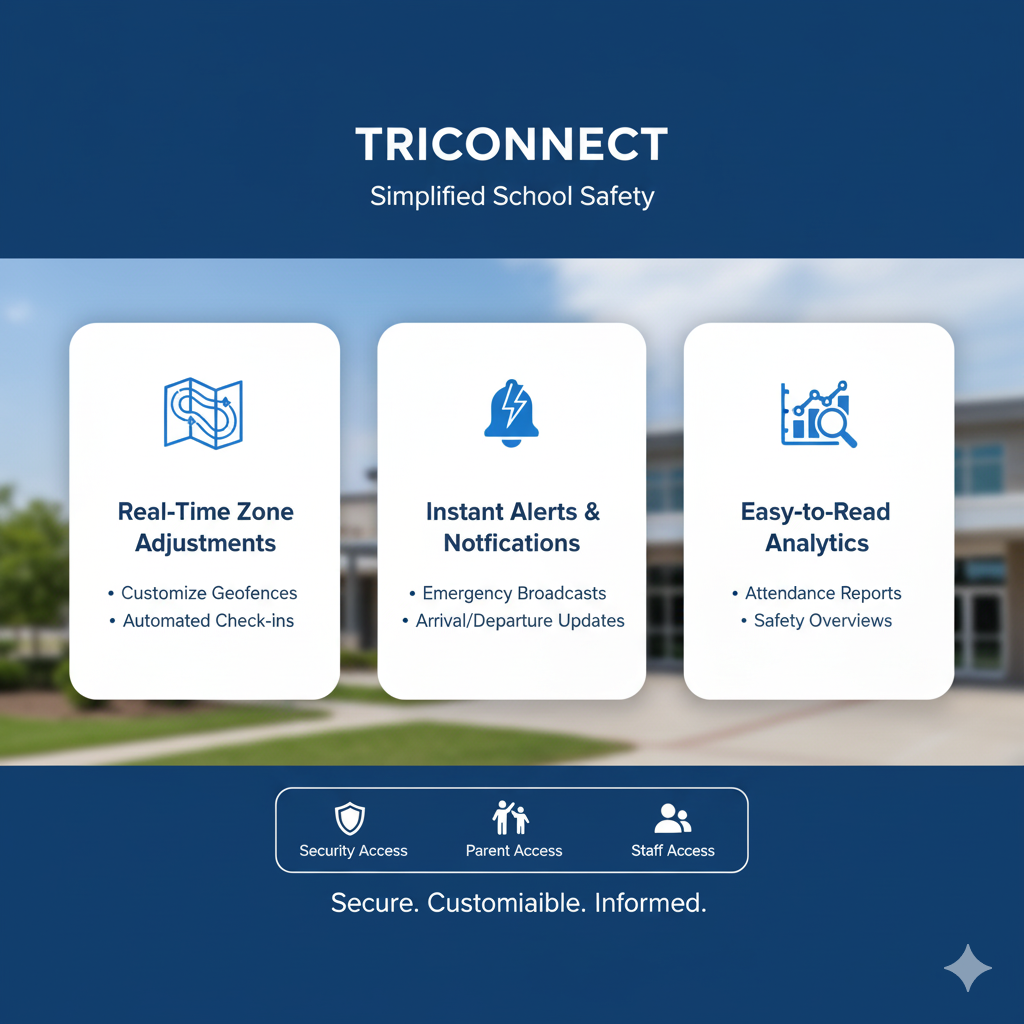 TRICONNECT
Simplified School Safety
Real-Time Zone
Adjustments
• Customize Geofences
• Automated Check-ins
Instant Alerts &
Notfications
• Emergency Broadcasts
• Arrival/Departure Updates
Easy-to-Read
Analytics
• Attendance Reports
• Safety Overviews
Security Access
Parent Access
Staff Access
Secure. Customiaible. Informed.